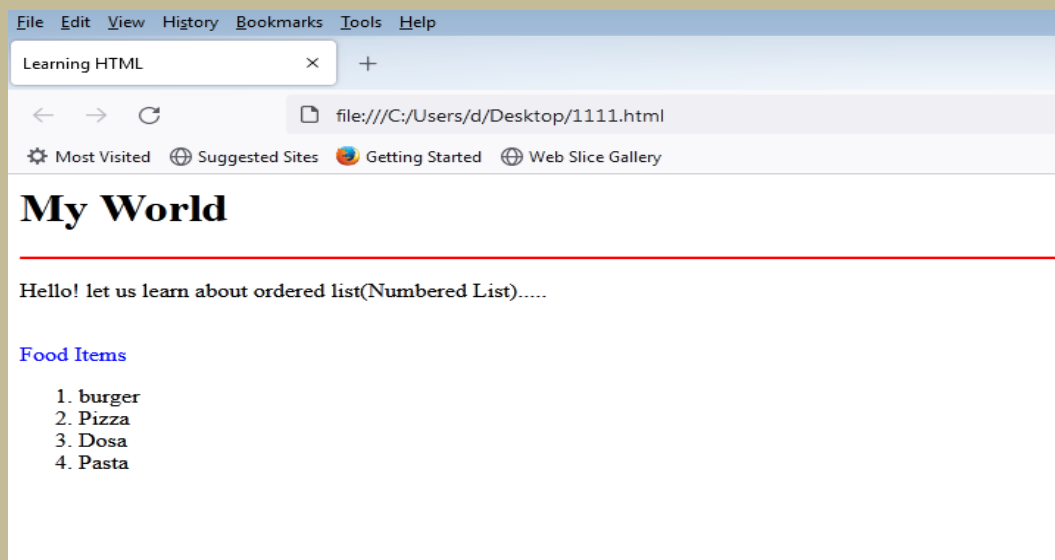 File Edit View History Bookmarks Tools Help
Learning HTML
file:///C:/Users/d/Desktop/1111.html
Most Visited Suggested Sites Getting Started Web Slice Gallery
My World
Hello! let us learn about ordered list(Numbered List).....
Food Items
1. burger
2. Pizza
3. Dosa
4. Pasta